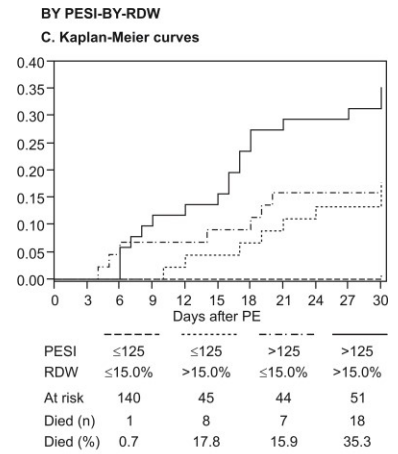 BY PESI-BY-RDW
C. Kaplan-Meier curves
0.40
0.35
0.30
0.25
0.20
0.15
0.10
0.05
0.00
0 3 6 9 12 15 18 21 24 27 30
Days after PE
PESI ≤125 ≤125 >125 >125
RDW ≤15.0% >15.0% ≤15.0% >15.0%
At risk 140 45 44 51
Died (n) 1 8 7 18
Died (%) 0.7 17.8 15.9 35.3